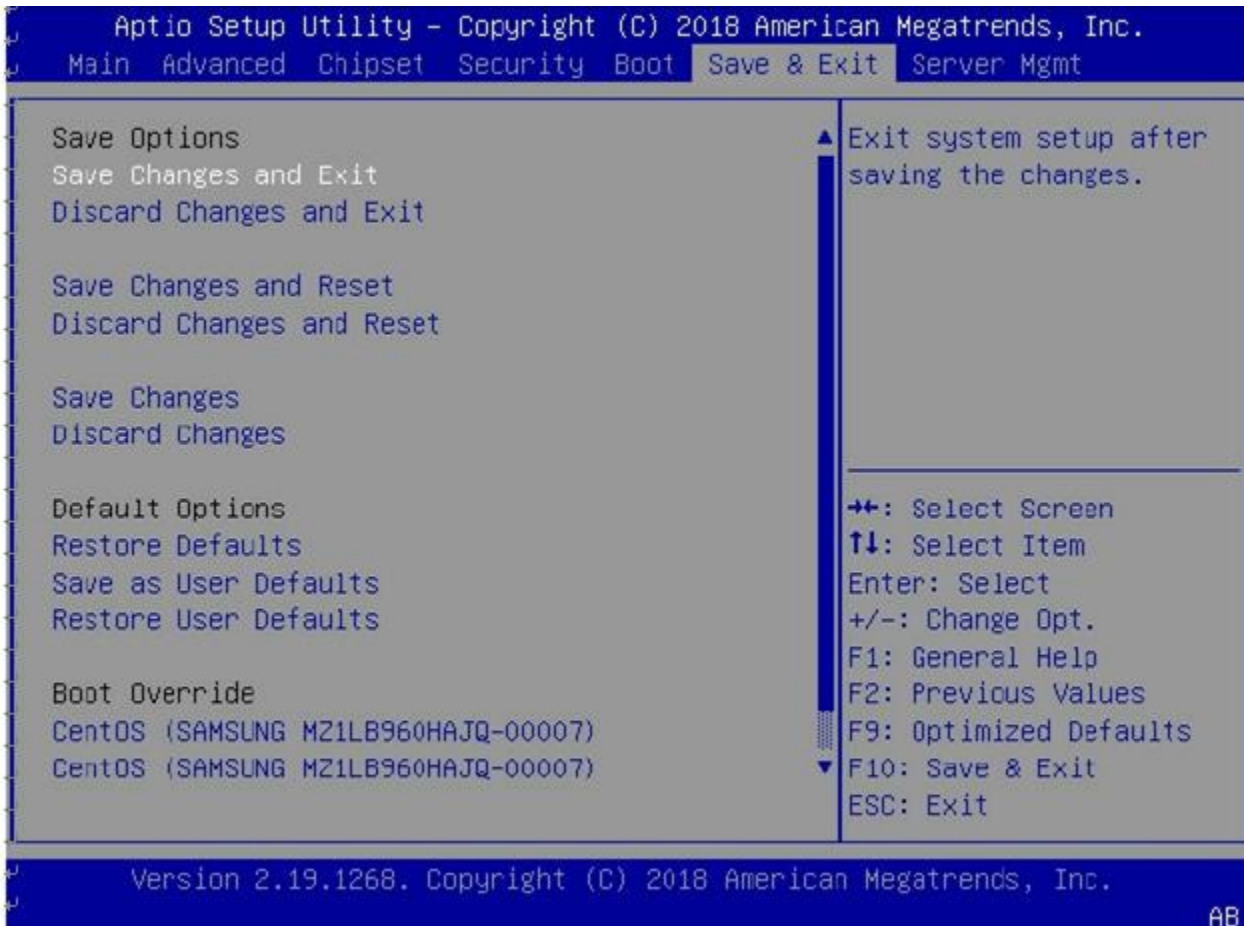 Aptio Setup Utility – Copyright (C) 2018 American Megatrends, Inc.
Main Advanced Chipset Security Boot Save & Exit Server Mgmt
Save Options
Save Changes and Exit
Discard Changes and Exit
Save Changes and Reset
Discard Changes and Reset
Save Changes
Discard Changes
Default Options
Restore Defaults
Save as User Defaults
Restore User Defaults
Boot Override
CentOS (SAMSUNG MZ1LB960HAJQ-00007)
CentOS (SAMSUNG MZ1LB960HAJQ-00007)
Exit system setup after
saving the changes.
→←: Select Screen
↑↓: Select Item
Enter: Select
+/-: Change Opt.
F1: General Help
F2: Previous Values
F9: Optimized Defaults
F10: Save & Exit
ESC: Exit
Version 2.19.1268. Copyright (C) 2018 American Megatrends, Inc.
AB